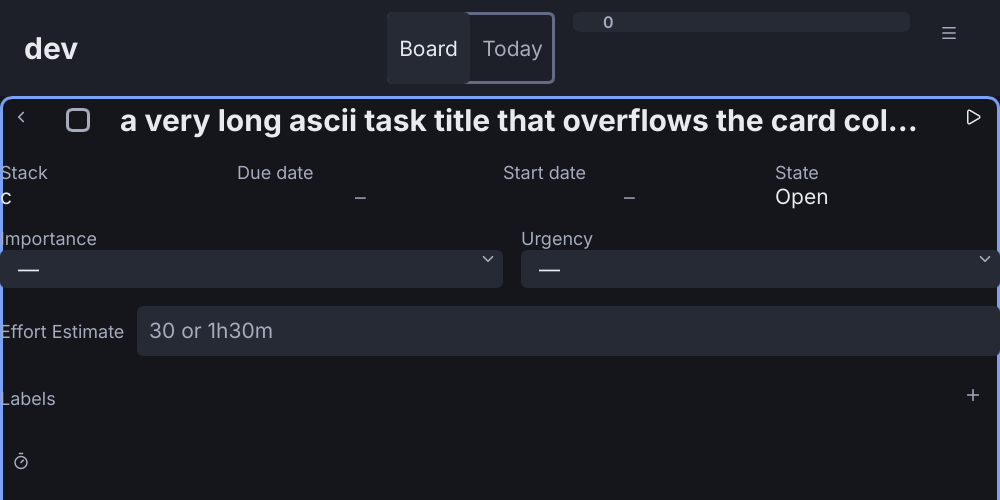 dev
Board Today
0
a very long ascii task title that overflows the card col…
Stack Due date Start date State
c – – Open
Importance Urgency
— —
Effort Estimate 30 or 1h30m
Labels